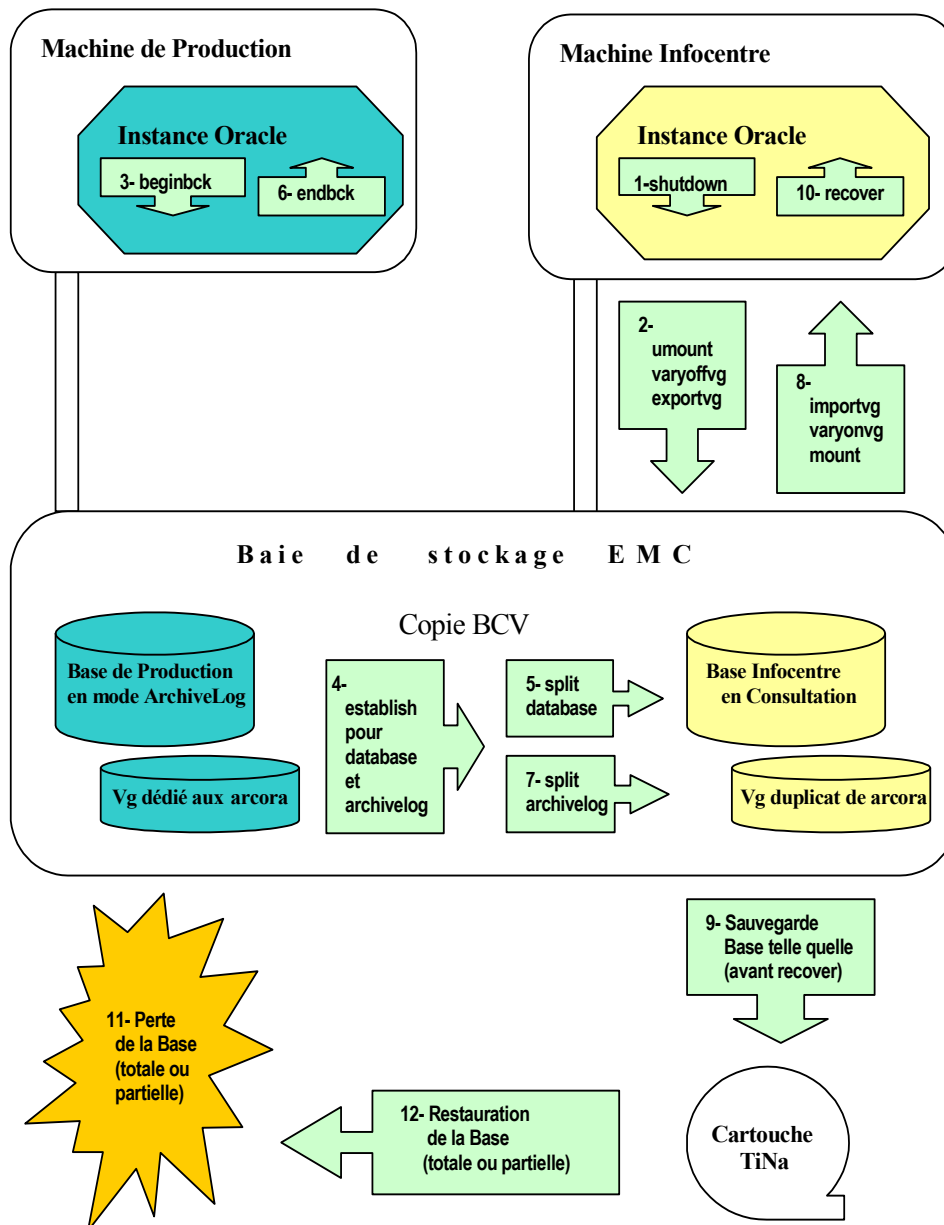 Machine de Production
Machine Infocentre
Instance Oracle
Instance Oracle
3- beginbck
6- endbck
1-shutdown
10- recover
2-
umount
varyoffvg
exportvg
8-
importvg
varyonvg
mount
Baie de stockage EMC
Copie BCV
Base de Production
en mode ArchiveLog
4-
establish
pour
database
et
archivelog
5- split
database
Base Infocentre
en Consultation
Vg dédié aux arcora
7- split
archivelog
Vg duplicat de arcora
9- Sauvegarde
Base telle quelle
(avant recover)
11- Perte
de la Base
(totale ou
partielle)
12- Restauration
de la Base
(totale ou partielle)
Cartouche
TiNa